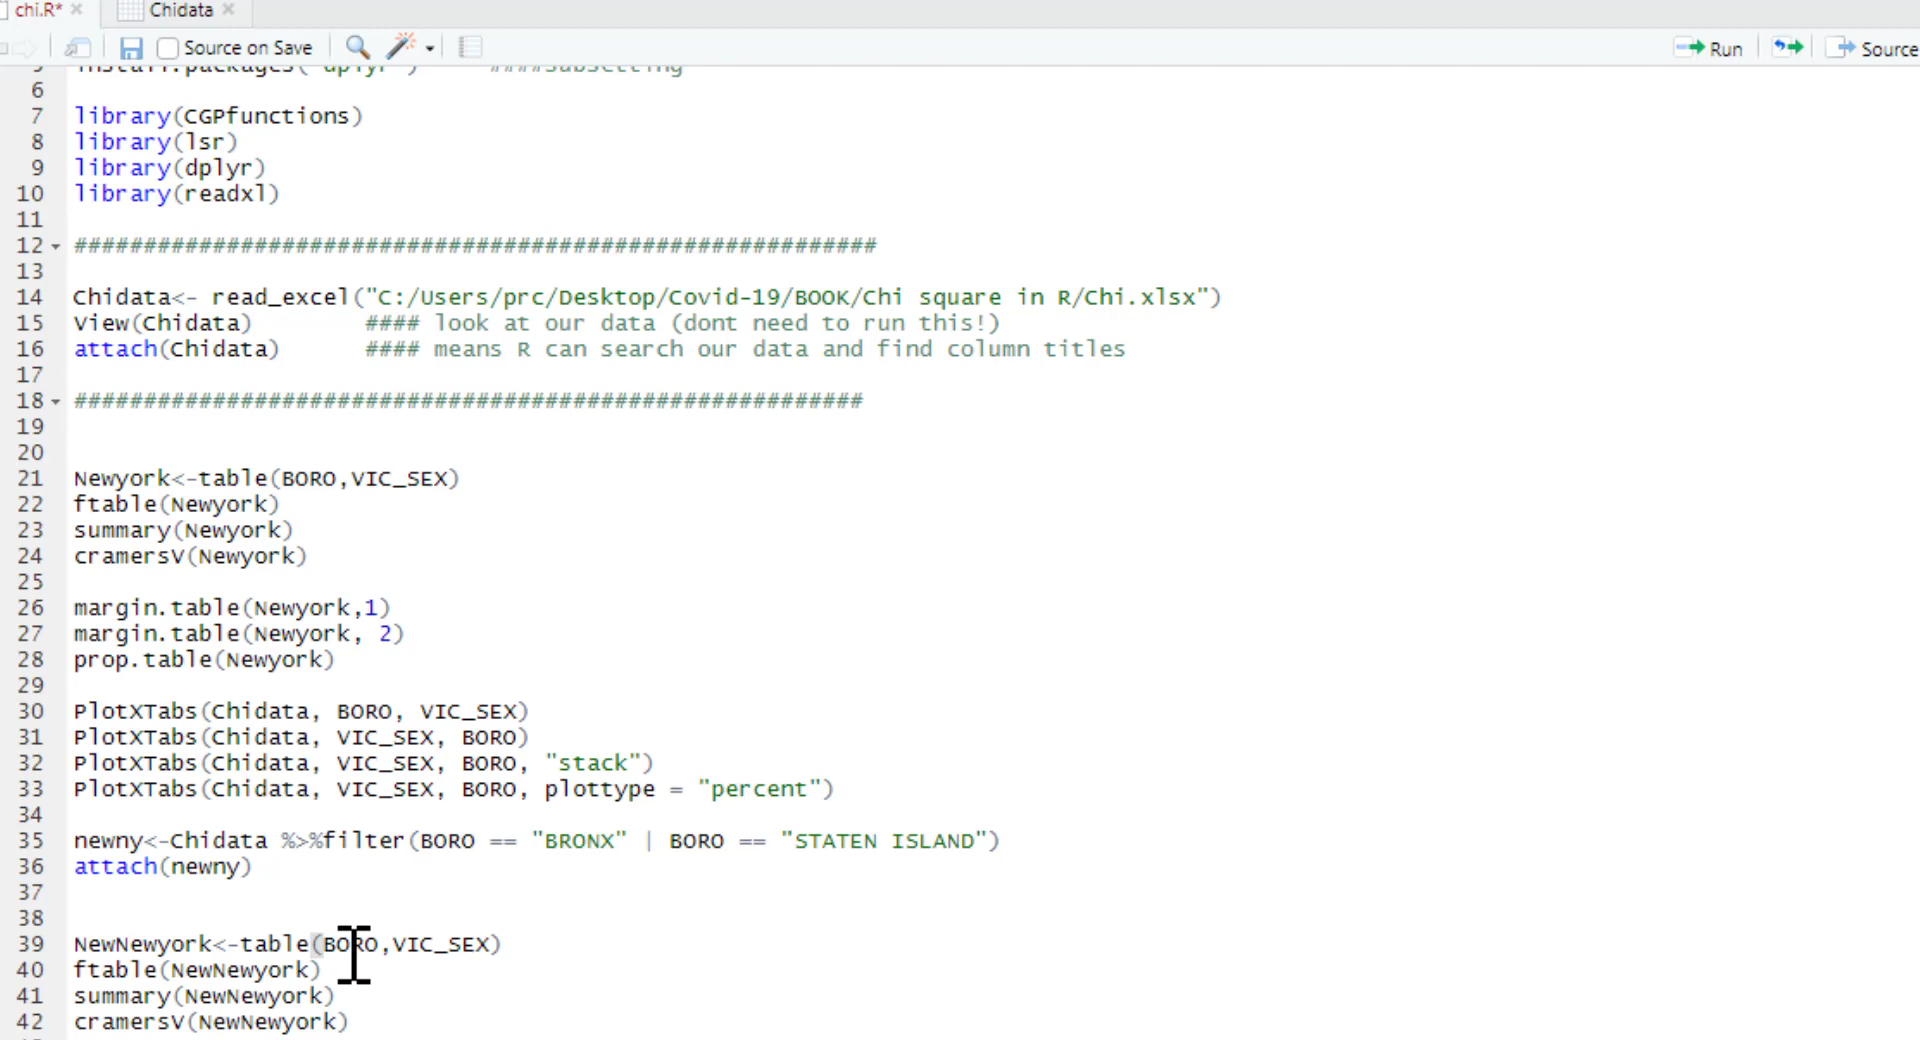 chi.R*
Chidata
Source on Save
Run
Source
6
7 library(CGPfunctions)
8 library(lsr)
9 library(dplyr)
10 library(readxl)
11
12 ##########################################################
13
14 Chidata<- read_excel("C:/Users/prc/Desktop/Covid-19/BOOK/Chi square in R/Chi.xlsx")
15 View(Chidata) #### look at our data (dont need to run this!)
16 attach(Chidata) #### means R can search our data and find column titles
17
18 #########################################################
19
20
21 Newyork<-table(BORO,VIC_SEX)
22 ftable(Newyork)
23 summary(Newyork)
24 cramersV(Newyork)
25
26 margin.table(Newyork,1)
27 margin.table(Newyork, 2)
28 prop.table(Newyork)
29
30 PlotXTabs(Chidata, BORO, VIC_SEX)
31 PlotXTabs(Chidata, VIC_SEX, BORO)
32 PlotXTabs(Chidata, VIC_SEX, BORO, "stack")
33 PlotXTabs(Chidata, VIC_SEX, BORO, plottype = "percent")
34
35 newny<-Chidata %>%filter(BORO == "BRONX" | BORO == "STATEN ISLAND")
36 attach(newny)
37
38
39 NewNewyork<-table(BORO,VIC_SEX)
40 ftable(NewNewyork)
41 summary(NewNewyork)
42 cramersV(NewNewyork)